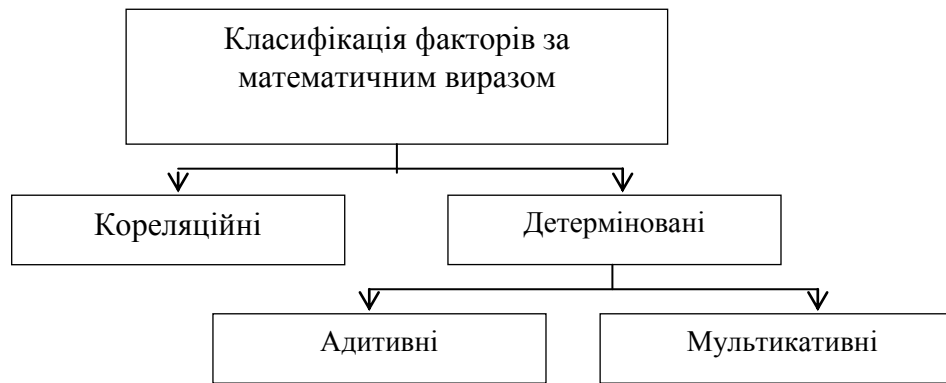 Класифікація факторів за
математичним виразом
Кореляційні
Детерміновані
Адитивні
Мультикативні